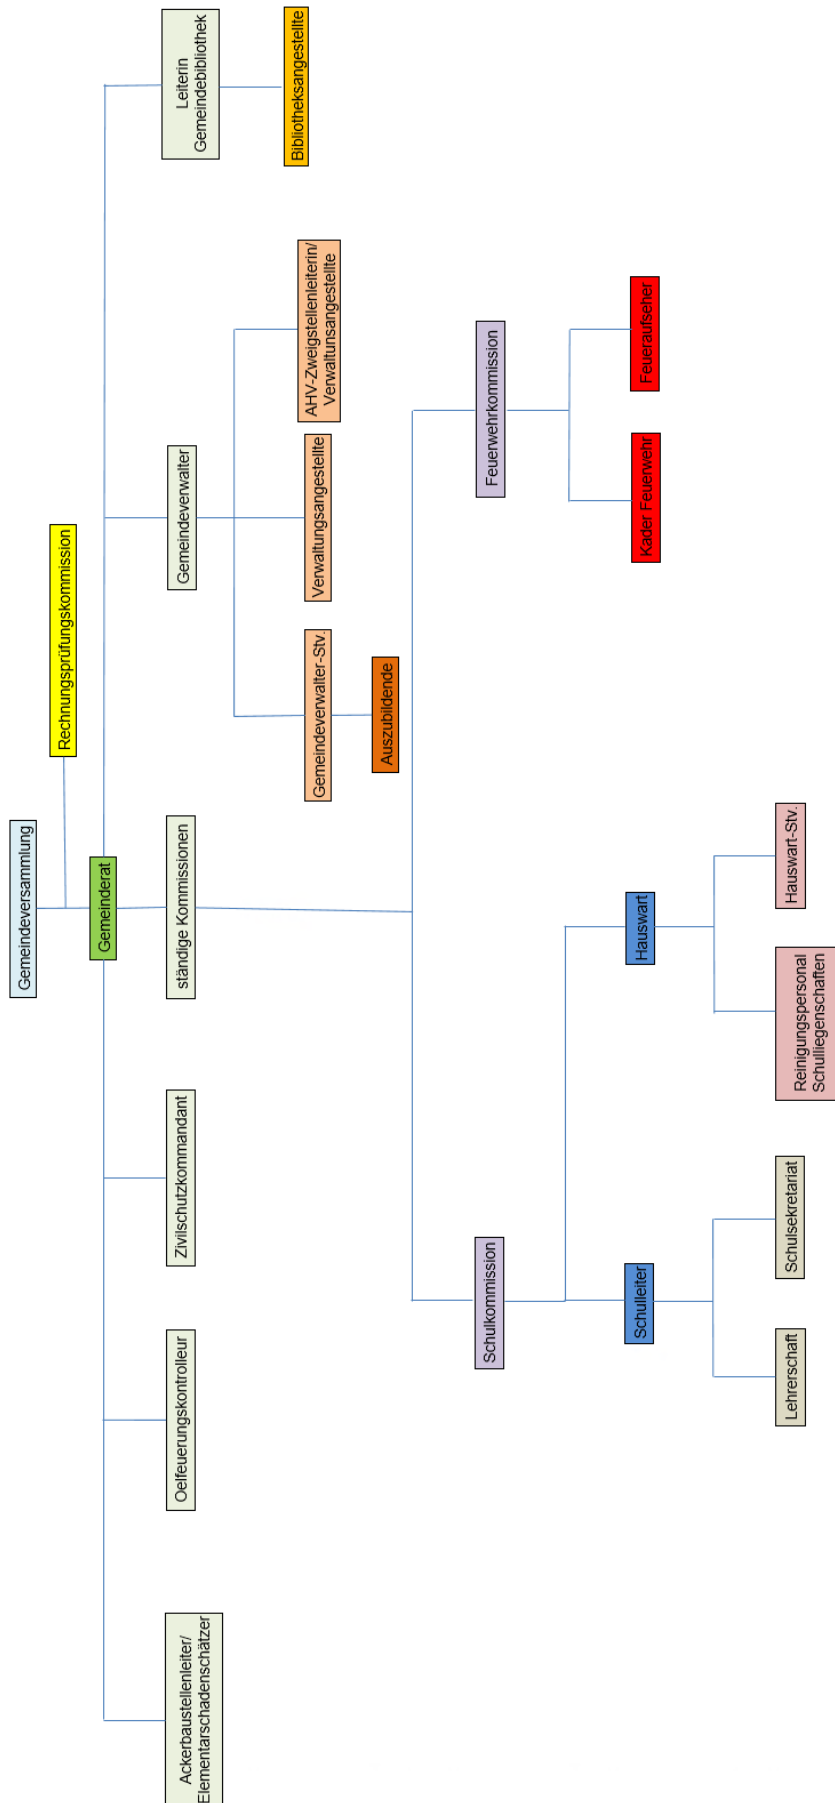 Gemeindeversammlung
Rechnungsprüfungskommission
Gemeinderat
Ackerbaustellenleiter/
Elementarschadenschätzer
Oelfeuerungskontrolleur
Zivilschutzkommandant
ständige Kommissionen
Gemeindeverwalter
Leiterin
Gemeindebibliothek
Gemeindeverwalter-Stv.
Verwaltungsangestellte
AHV-Zweigstellenleiterin/
Verwaltunsangestellte
Bibliotheksangestellte
Auszubildende
Schulkommission
Feuerwehrkommission
Schulleiter
Hauswart
Kader Feuerwehr
Feueraufseher
Lehrerschaft
Schulsekretariat
Reinigungspersonal
Schulliegenschaften
Hauswart-Stv.